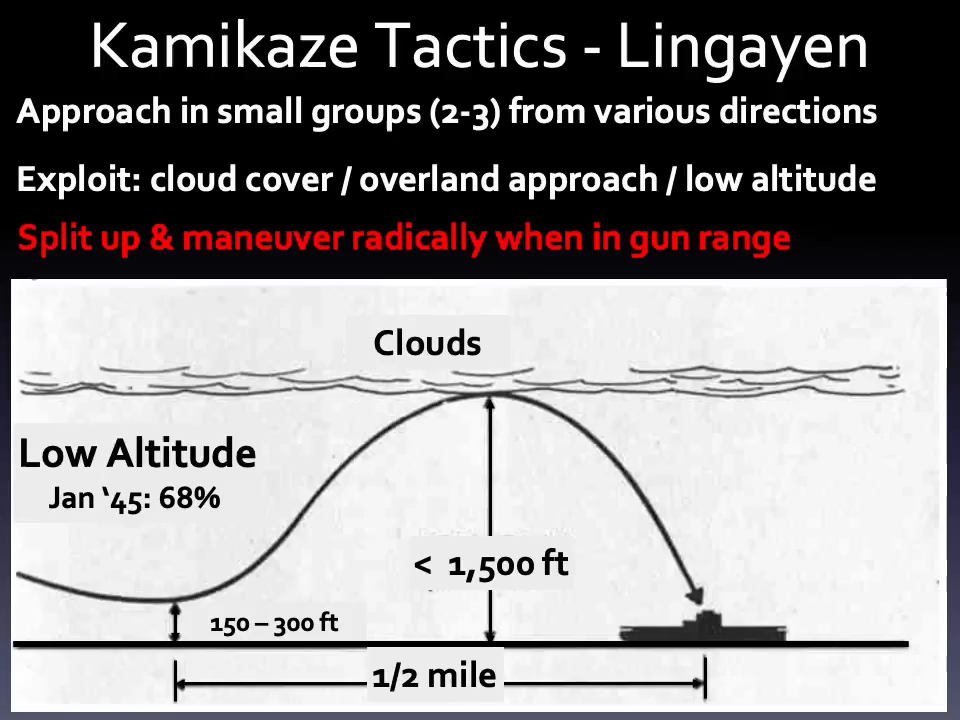 Kamikaze Tactics - Lingayen
Approach in small groups (2-3) from various directions
Exploit: cloud cover / overland approach / low altitude
Split up & maneuver radically when in gun range
Clouds
Low Altitude
Jan ‘45: 68%
< 1,500 ft
150 – 300 ft
1/2 mile